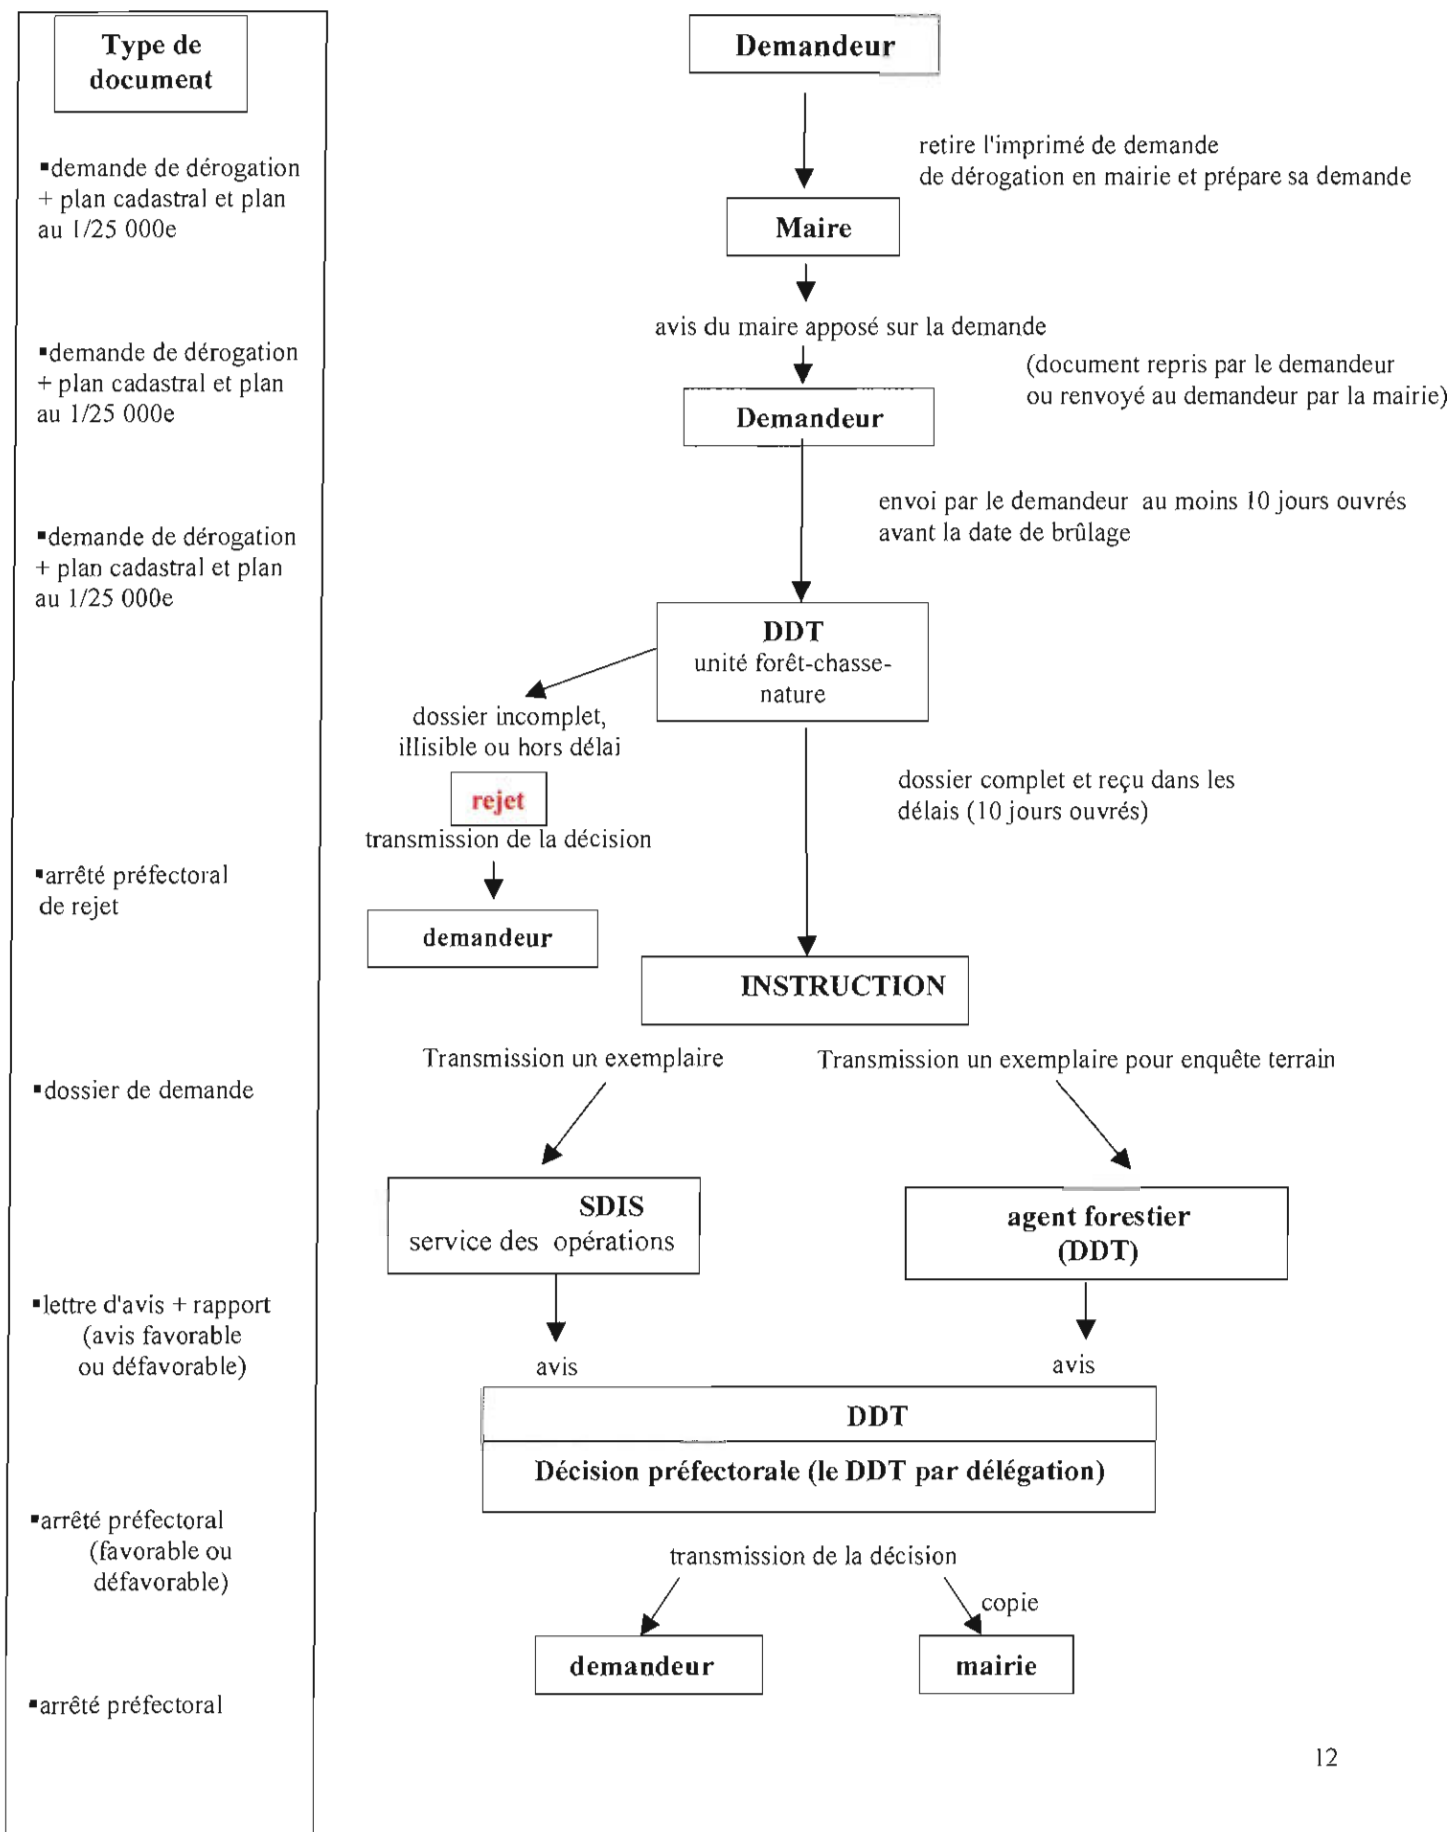 Type de
document
▪demande de dérogation
+ plan cadastral et plan
au 1/25 000e
▪demande de dérogation
+ plan cadastral et plan
au 1/25 000e
▪demande de dérogation
+ plan cadastral et plan
au 1/25 000e
▪arrêté préfectoral
de rejet
▪dossier de demande
▪lettre d'avis + rapport
(avis favorable
ou défavorable)
▪arrêté préfectoral
(favorable ou
défavorable)
▪arrêté préfectoral
Demandeur
retire l'imprimé de demande
de dérogation en mairie et prépare sa demande
Maire
avis du maire apposé sur la demande
(document repris par le demandeur
ou renvoyé au demandeur par la mairie)
Demandeur
envoi par le demandeur au moins 10 jours ouvrés
avant la date de brûlage
DDT
unité forêt-chasse-
nature
dossier incomplet,
illisible ou hors délai
rejet
transmission de la décision
demandeur
dossier complet et reçu dans les
délais (10 jours ouvrés)
INSTRUCTION
Transmission un exemplaire
Transmission un exemplaire pour enquête terrain
SDIS
service des opérations
agent forestier
(DDT)
avis
avis
DDT
Décision préfectorale (le DDT par délégation)
transmission de la décision
copie
demandeur
mairie
12